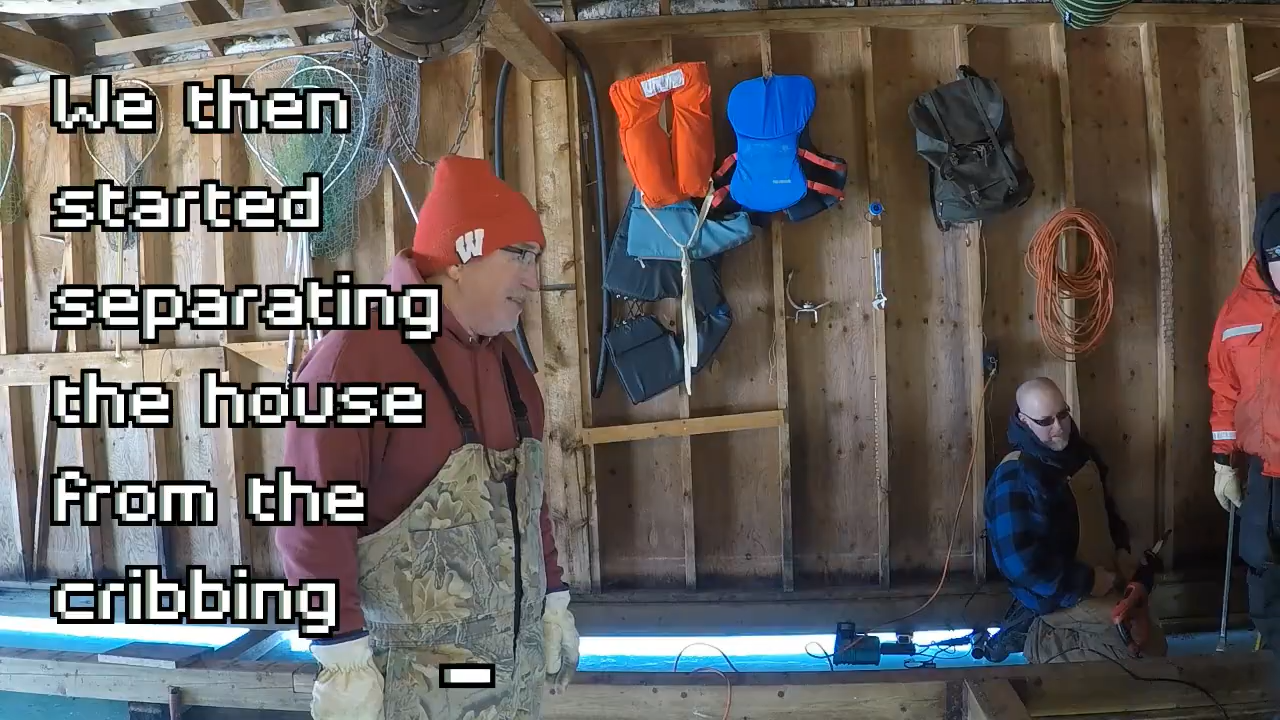 We then
started
separating
the house
from the
cribbing
W